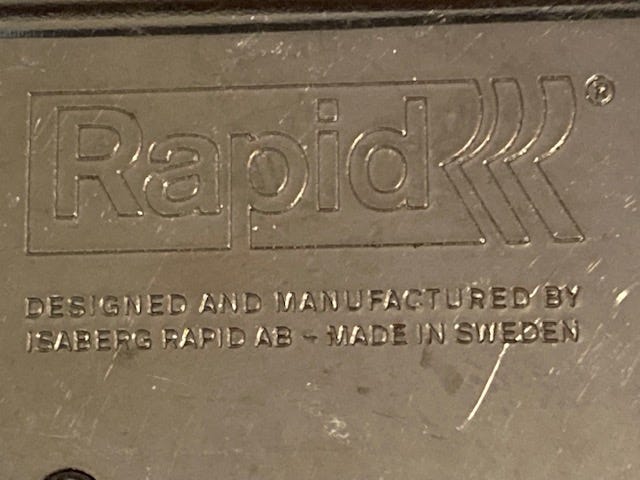 Rapid ®
DESIGNED AND MANUFACTURED BY
ISABERG RAPID AB - MADE IN SWEDEN